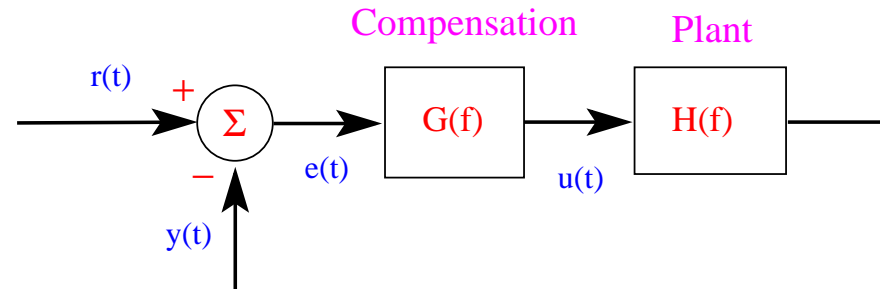 Compensation
Plant
r(t)
+
Σ
G(f)
H(f)
−
e(t)
u(t)
y(t)